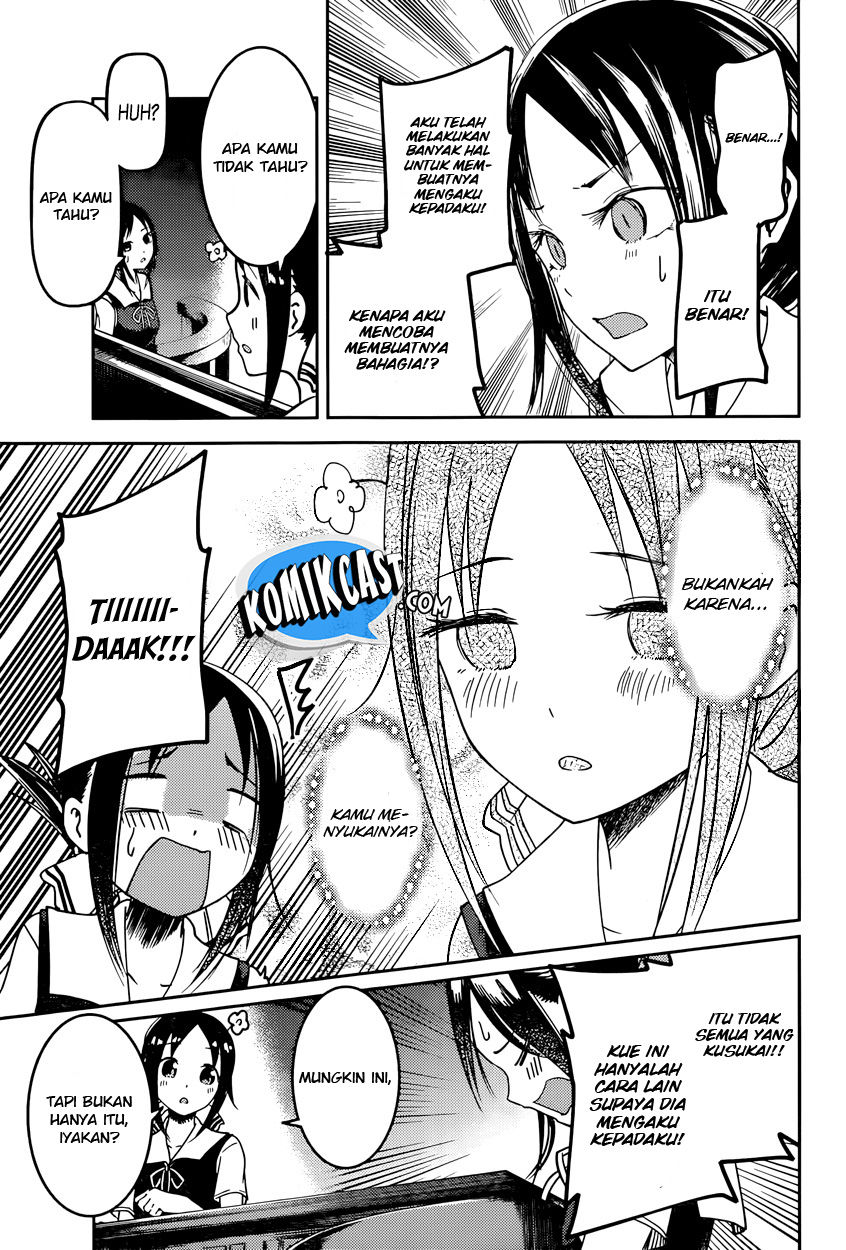 BENAR...!
ITU
BENAR!
AKU TELAH
MELAKUKAN
BANYAK HAL
UNTUK MEM-
BUATNYA
MENGAKU
KEPADAKU!
KENAPA AKU
MENCOBA
MEMBUATNYA
BAHAGIA!?
APA KAMU
TIDAK TAHU?
HUH?
APA KAMU
TAHU?
BUKANKAH
KARENA...
KAMU ME-
NYUKAINYA?
TIIIIIII-
DAAAK!!!
KOMIKCAST
.COM
ITU TIDAK
SEMUA YANG
KUSUKAI!!
KUE INI
HANYALAH
CARA LAIN
SUPAYA DIA
MENGAKU
KEPADAKU!
MUNGKIN INI,
TAPI BUKAN
HANYA ITU,
IYAKAN?